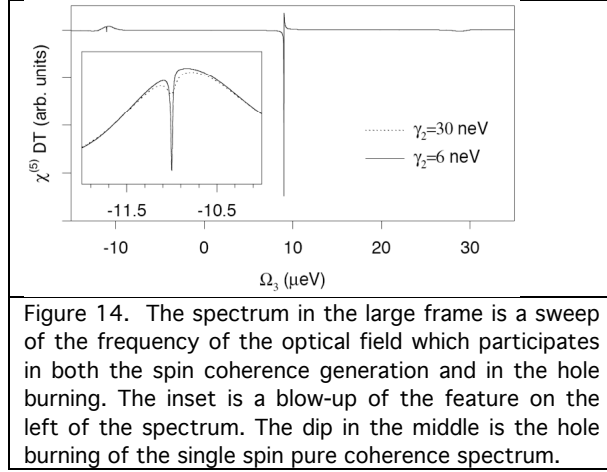 χ(5) DT (arb. units)
γ2=30 neV
γ2=6 neV
-11.5 -10.5
-10 0 10 20 30
Ω3 (μeV)
Figure 14. The spectrum in the large frame is a sweep
of the frequency of the optical field which participates
in both the spin coherence generation and in the hole
burning. The inset is a blow-up of the feature on the
left of the spectrum. The dip in the middle is the hole
burning of the single spin pure coherence spectrum.